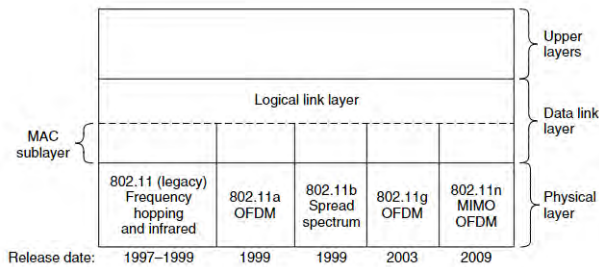 Upper
layers
Logical link layer
Data link
layer
MAC
sublayer
802.11 (legacy)
Frequency
hopping
and infrared
802.11a
OFDM
802.11b
Spread
spectrum
802.11g
OFDM
802.11n
MIMO
OFDM
Physical
layer
Release date: 1997–1999 1999 1999 2003 2009